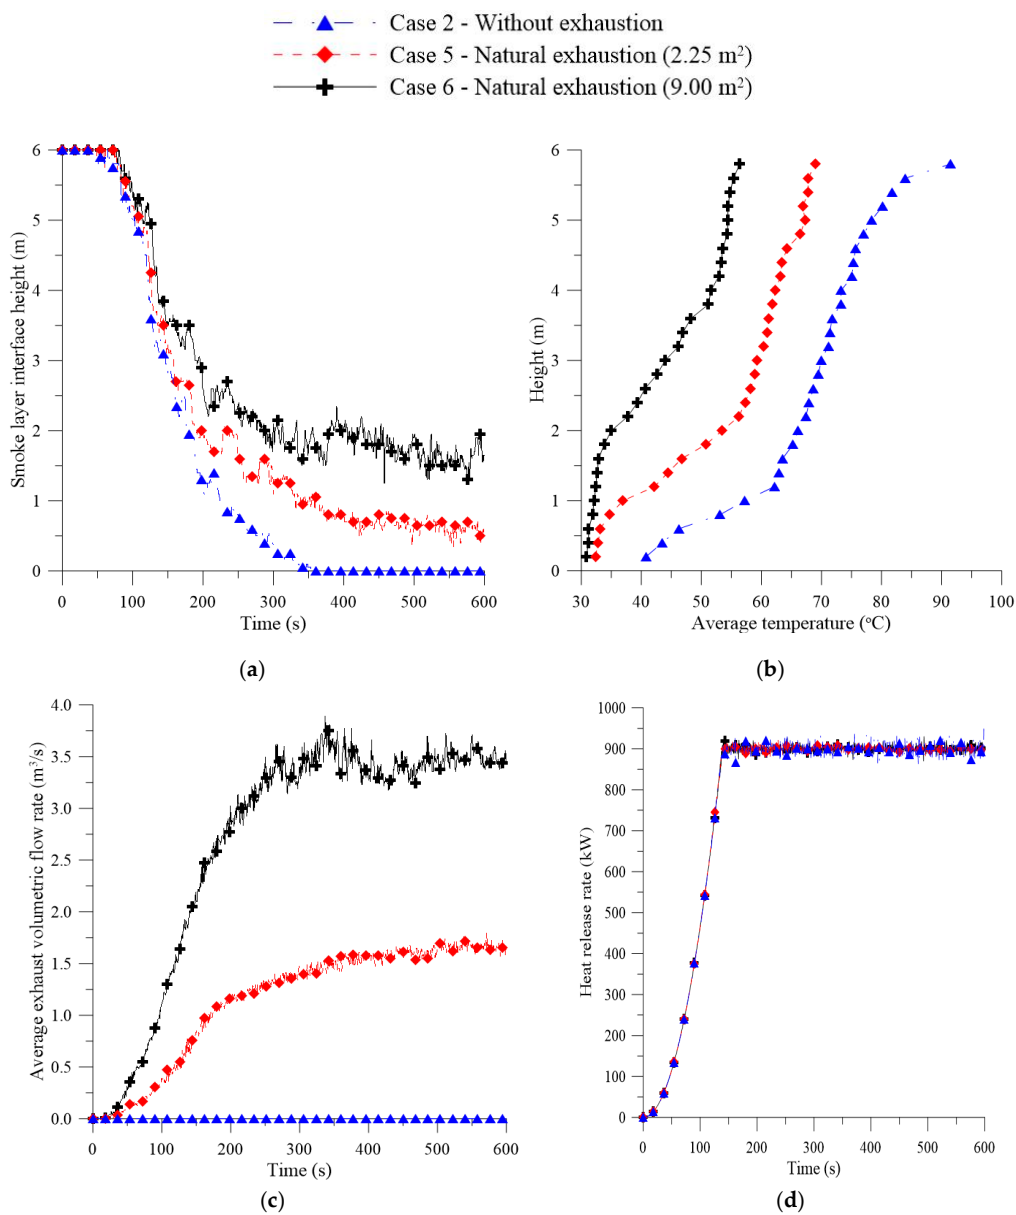 Case 2 - Without exhaustion
Case 5 - Natural exhaustion (2.25 m²)
Case 6 - Natural exhaustion (9.00 m²)
6
5
4
3
2
1
0
Smoke layer interface height (m)
0 100 200 300 400 500 600
Time (s)
(a)
6
5
4
3
2
1
0
Height (m)
30 40 50 60 70 80 90 100
Average temperature (°C)
(b)
4.0
3.5
3.0
2.5
2.0
1.5
1.0
0.5
0.0
Average exhaust volumetric flow rate (m³/s)
0 100 200 300 400 500 600
Time (s)
(c)
1000
900
800
700
600
500
400
300
200
100
0
Heat release rate (kW)
0 100 200 300 400 500 600
Time (s)
(d)